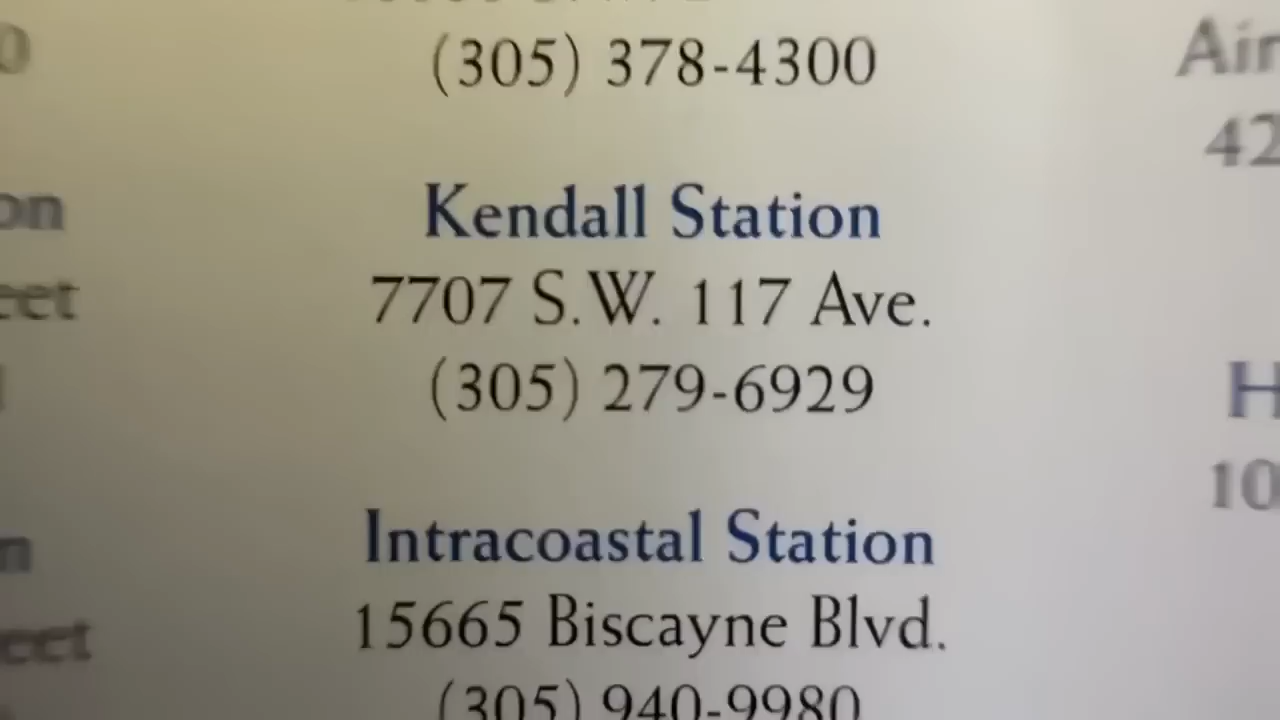 (305) 378-4300
Kendall Station
7707 S.W. 117 Ave.
(305) 279-6929
Intracoastal Station
15665 Biscayne Blvd.
(305) 940-9980